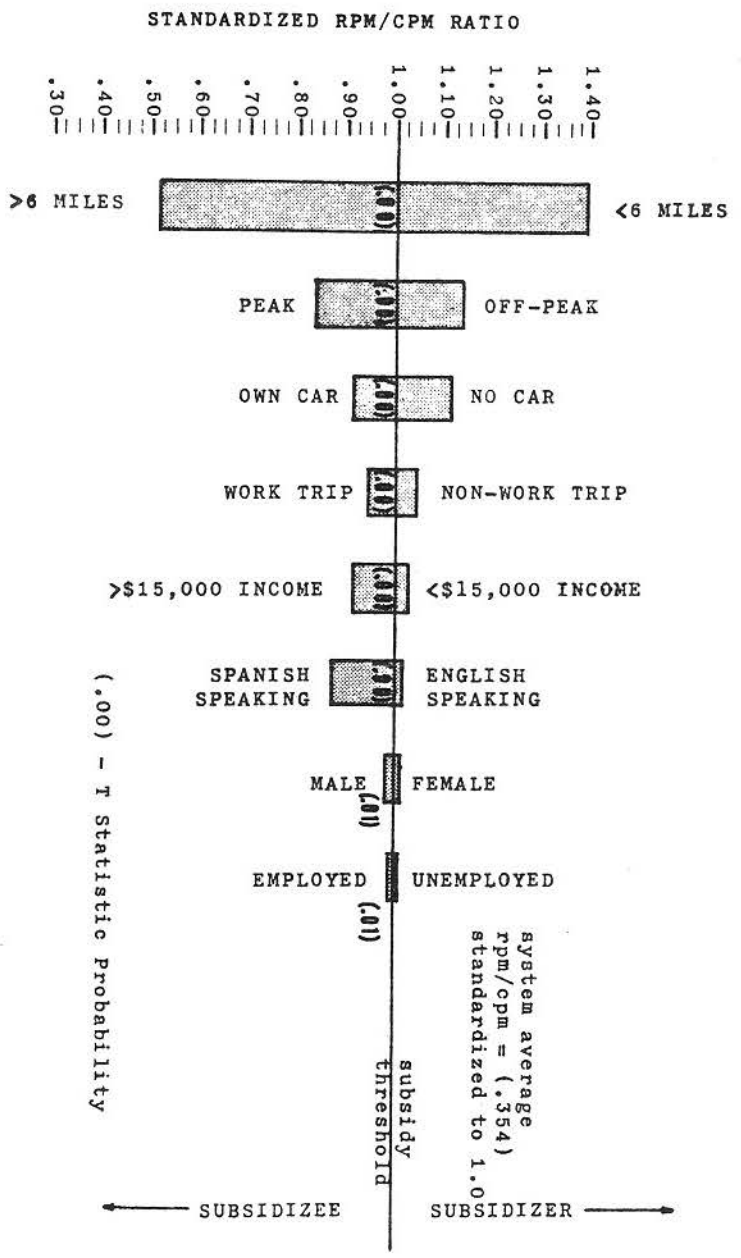 STANDARDIZED RPM/CPM RATIO
.30
.50
.60
.70
.80
.90
1.00
1.10
1.20
1.30
1.40
>6 MILES
(.00)
<6 MILES
PEAK
(.00)
OFF-PEAK
OWN CAR
(.00)
NO CAR
WORK TRIP
(.00)
NON-WORK TRIP
>$15,000 INCOME
(.00)
<$15,000 INCOME
SPANISH
SPEAKING
(.00)
ENGLISH
SPEAKING
MALE
(.01)
FEMALE
EMPLOYED
(.01)
UNEMPLOYED
(.00) - T Statistic Probability
system average
rpm/cpm = (.354)
standardized to 1.0
subsidy
threshold
SUBSIDIZEE
SUBSIDIZER